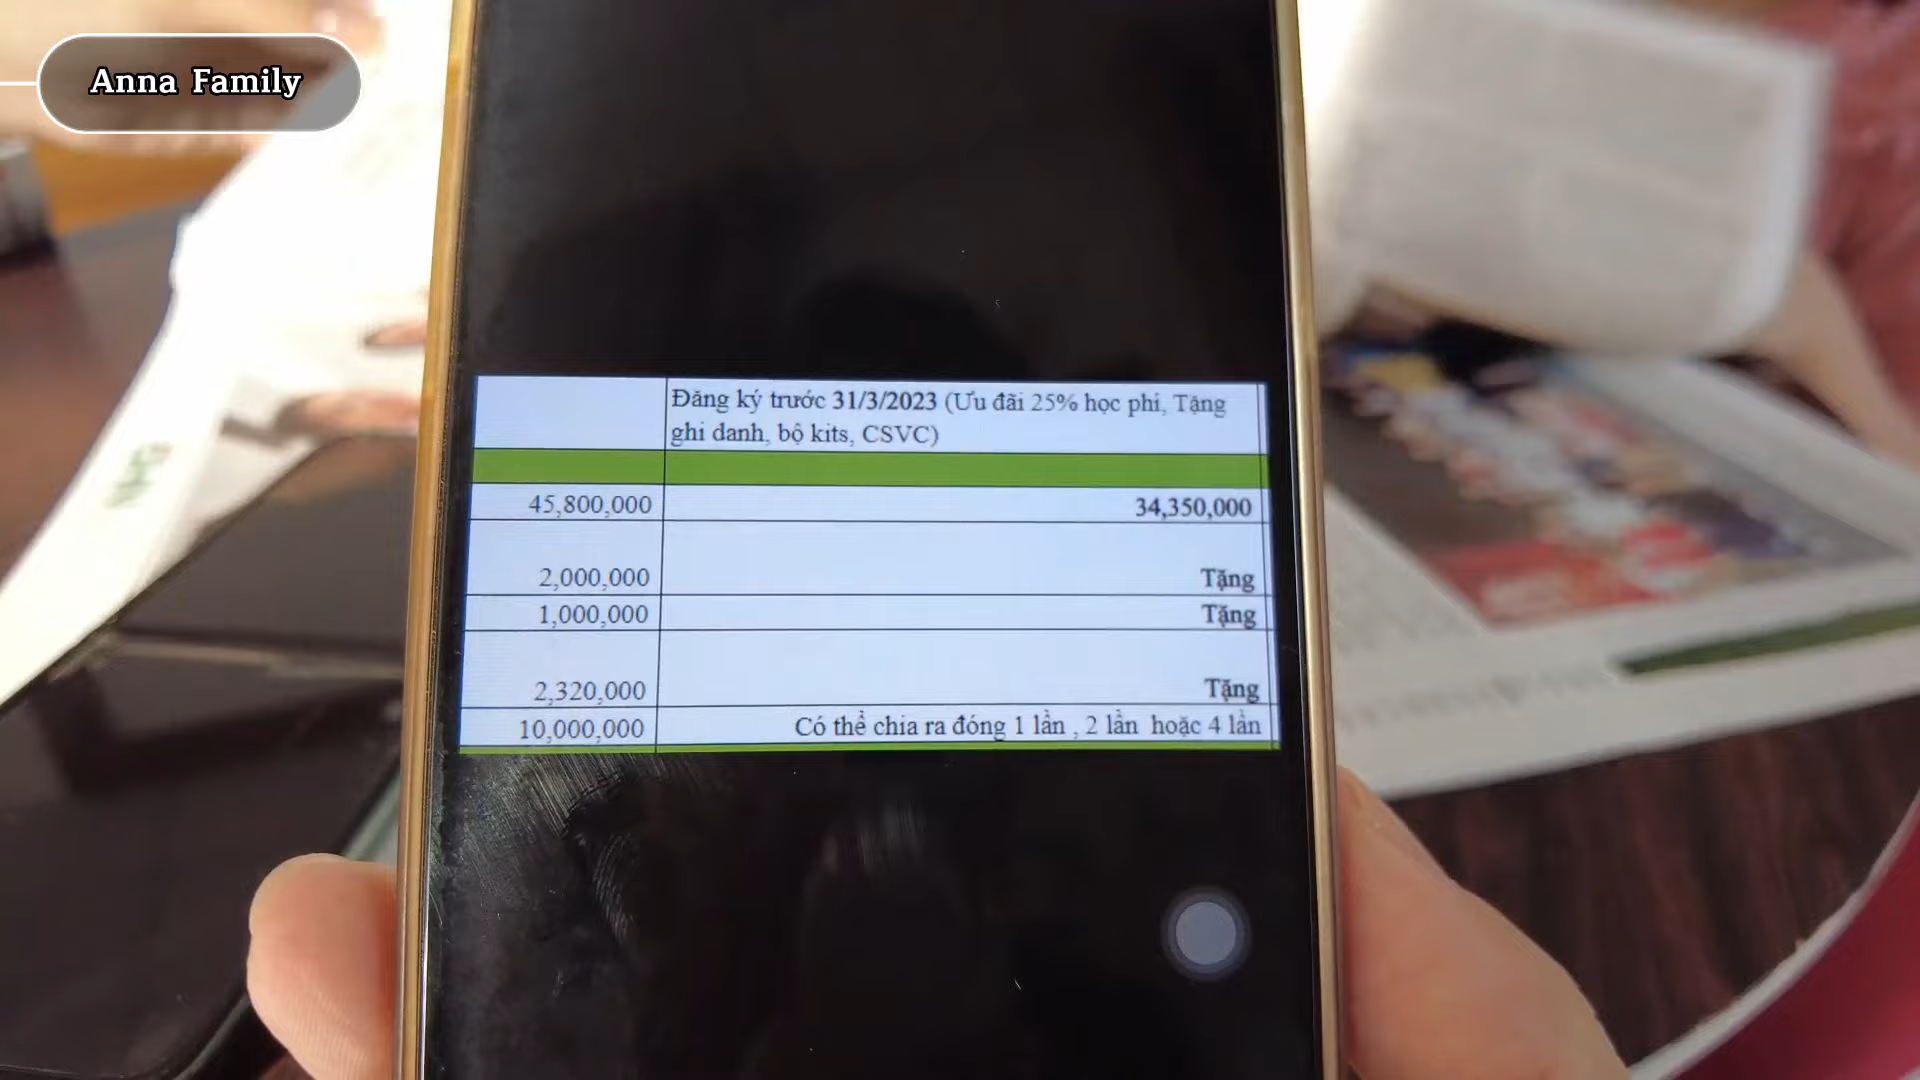 Anna Family
Đăng ký trước 31/3/2023 (Ưu đãi 25% học phí, Tặng
ghi danh, bộ kits, CSVC)
45,800,000 34,350,000
2,000,000 Tặng
1,000,000 Tặng
2,320,000 Tặng
10,000,000 Có thể chia ra đóng 1 lần , 2 lần hoặc 4 lần
NHG